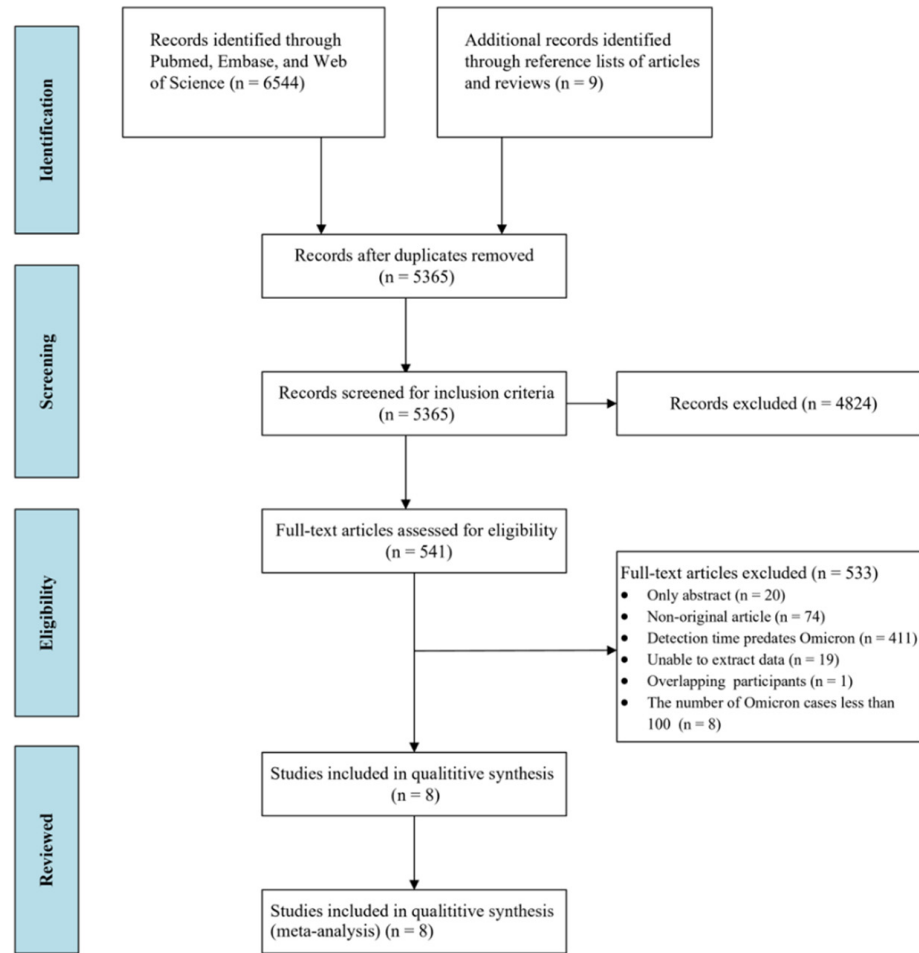 Identification
Records identified through
Pubmed, Embase, and Web
of Science (n = 6544)
Additional records identified
through reference lists of articles
and reviews (n = 9)
Records after duplicates removed
(n = 5365)
Screening
Records screened for inclusion criteria
(n = 5365)
Records excluded (n = 4824)
Eligibility
Full-text articles assessed for eligibility
(n = 541)
Full-text articles excluded (n = 533)
● Only abstract (n = 20)
● Non-original article (n = 74)
● Detection time predates Omicron (n = 411)
● Unable to extract data (n = 19)
● Overlapping participants (n = 1)
● The number of Omicron cases less than
100 (n = 8)
Reviewed
Studies included in qualititive synthesis
(n = 8)
Studies included in qualititive synthesis
(meta-analysis) (n = 8)